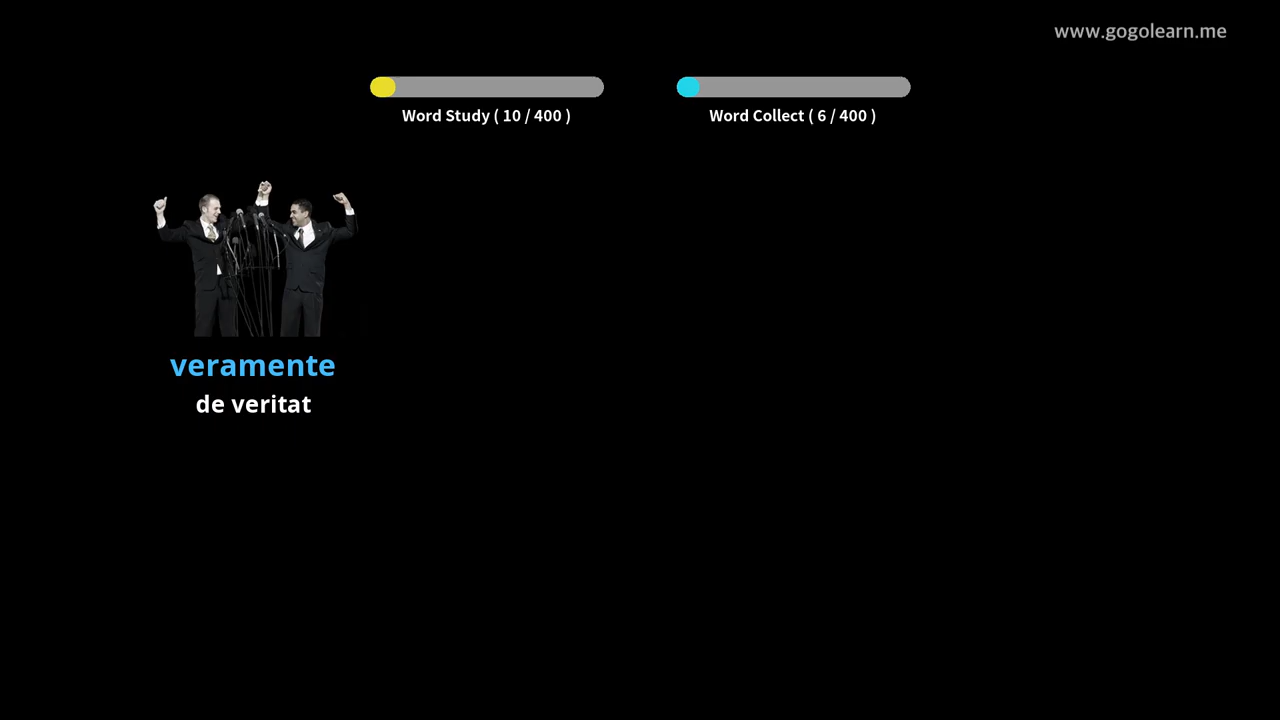 www.gogolearn.me
Word Study ( 10 / 400 )
Word Collect ( 6 / 400 )
veramente
de veritat